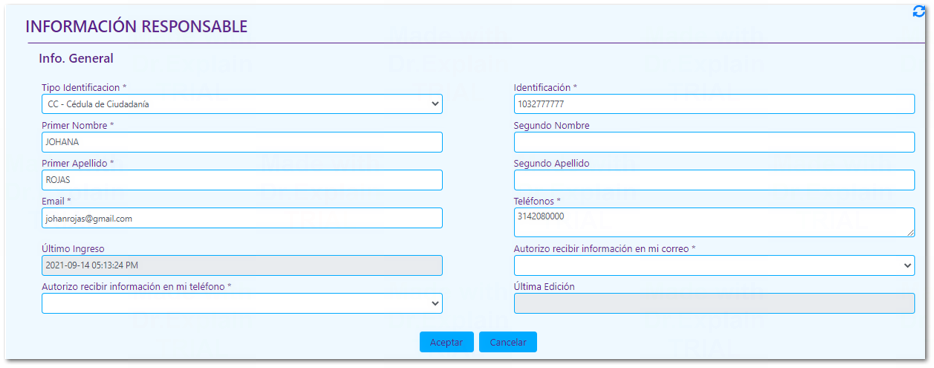 INFORMACIÓN RESPONSABLE
Info. General
Tipo Identificacion *
CC - Cédula de Ciudadanía
Identificación *
1032777777
Primer Nombre *
JOHANA
Segundo Nombre
Primer Apellido *
ROJAS
Segundo Apellido
Email *
johanrojas@gmail.com
Teléfonos *
3142080000
Último Ingreso
2021-09-14 05:13:24 PM
Autorizo recibir información en mi correo *
Autorizo recibir información en mi teléfono *
Última Edición
Aceptar
Cancelar